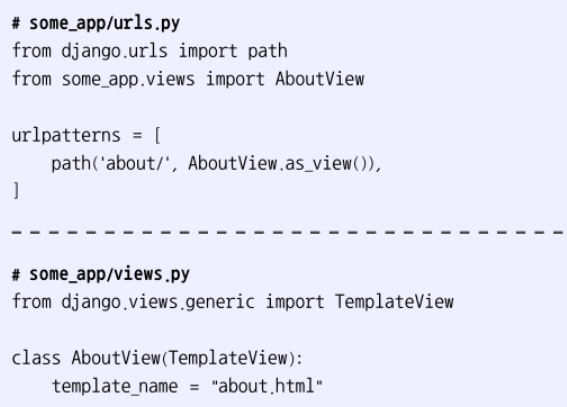 # some_app/urls.py
from django.urls import path
from some_app.views import AboutView
urlpatterns = [
    path('about/', AboutView.as_view()),
]
# some_app/views.py
from django.views.generic import TemplateView
class AboutView(TemplateView):
    template_name = "about.html"